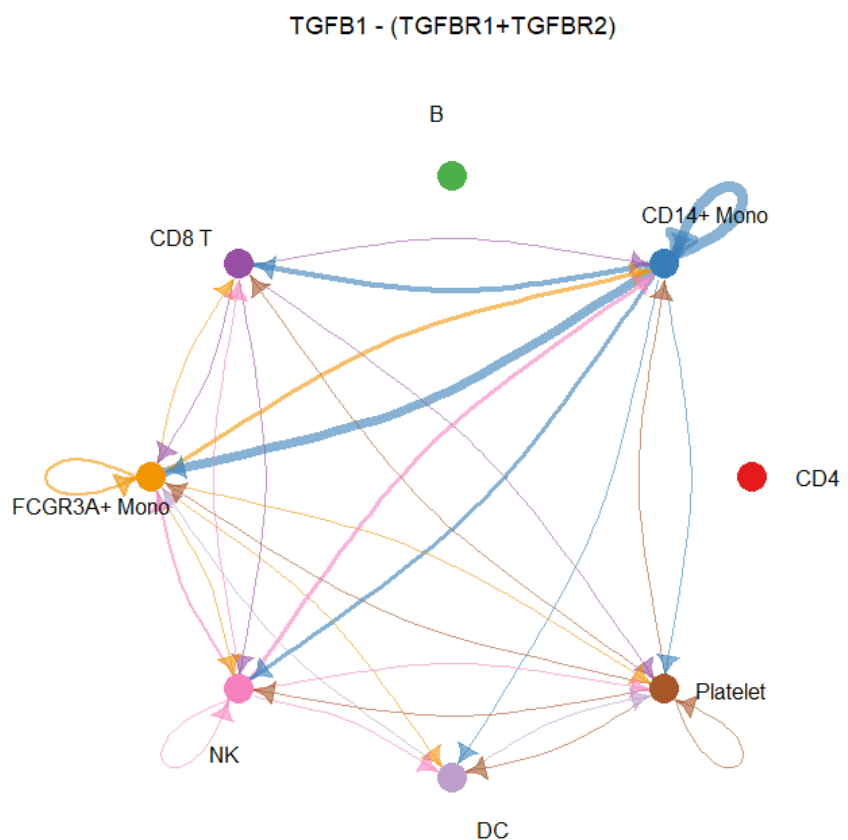 TGFB1 - (TGFBR1+TGFBR2)
B
CD14+ Mono
CD8 T
CD4
FCGR3A+ Mono
Platelet
NK
DC